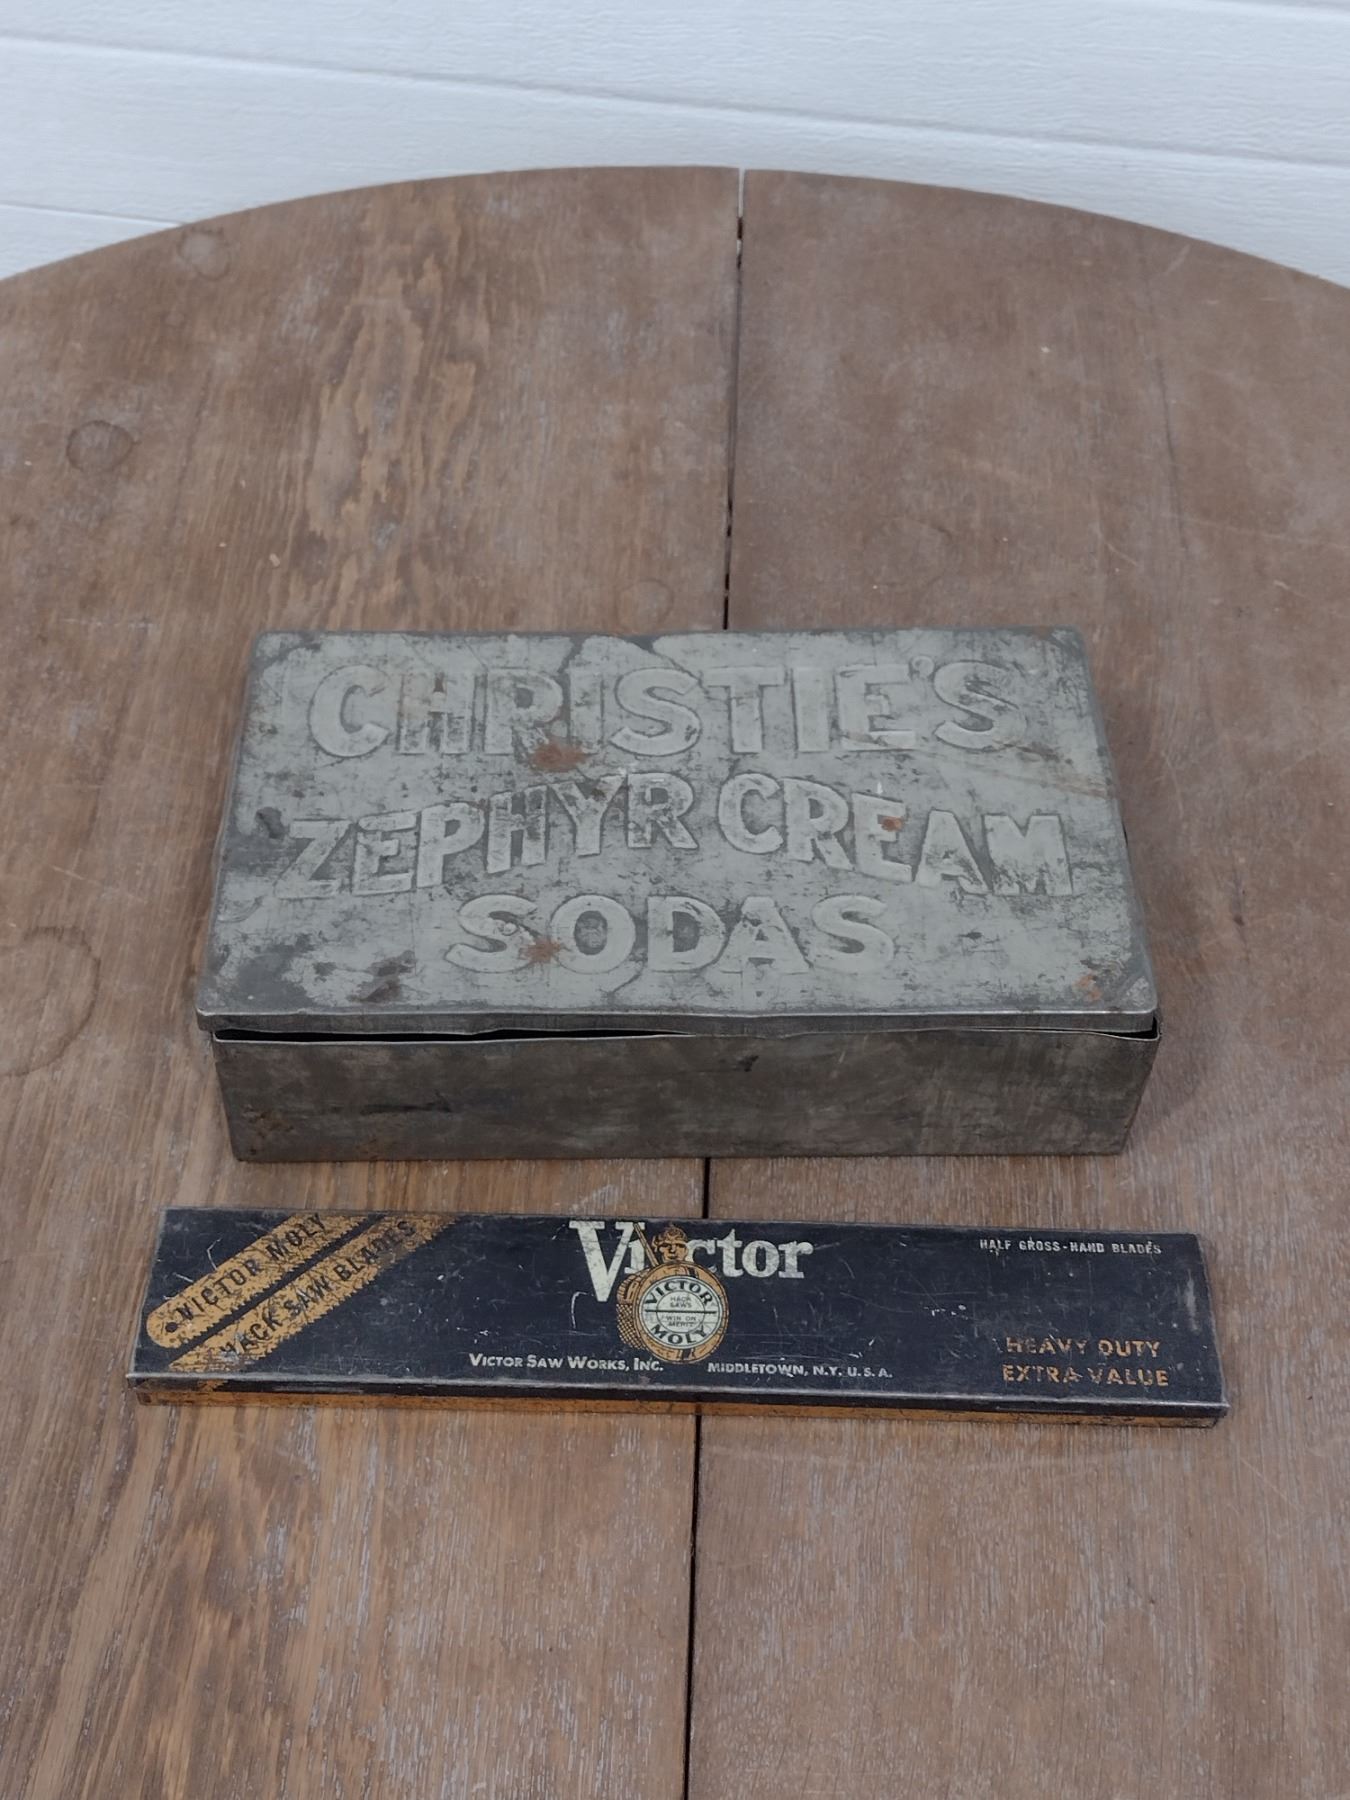 CHRISTIE'S
ZEPHYR CREAM
SODAS
VICTOR MOLY
HACK SAW BLADES
Victor
HALF GROSS-HAND BLADES
VICTOR
HACK
SAWS
WIN ON
MERIT
MOLY
HEAVY DUTY
EXTRA VALUE
VICTOR SAW WORKS, INC. MIDDLETOWN, N.Y. U.S.A.